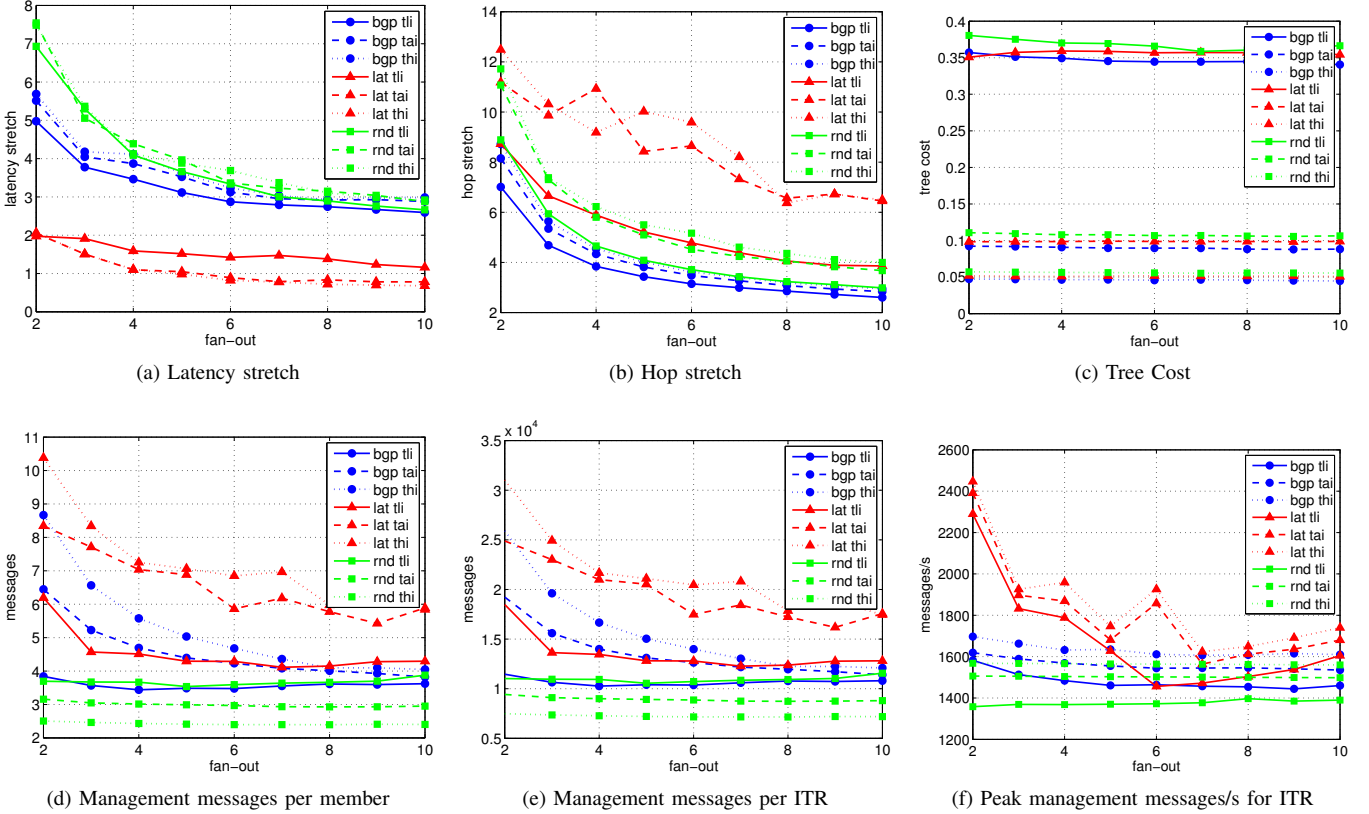 8
7
6
5
4
3
2
1
0
2 4 6 8 10
latency stretch
fan−out
bgp tli
bgp tai
bgp thi
lat tli
lat tai
lat thi
rnd tli
rnd tai
rnd thi
(a) Latency stretch
14
12
10
8
6
4
2
2 4 6 8 10
hop stretch
fan−out
bgp tli
bgp tai
bgp thi
lat tli
lat tai
lat thi
rnd tli
rnd tai
rnd thi
(b) Hop stretch
0.4
0.35
0.3
0.25
0.2
0.15
0.1
0.05
0
2 4 6 8 10
tree cost
fan−out
bgp tli
bgp tai
bgp thi
lat tli
lat tai
lat thi
rnd tli
rnd tai
rnd thi
(c) Tree Cost
11
10
9
8
7
6
5
4
3
2
2 4 6 8 10
messages
fan−out
bgp tli
bgp tai
bgp thi
lat tli
lat tai
lat thi
rnd tli
rnd tai
rnd thi
(d) Management messages per member
x 10^4
3.5
3
2.5
2
1.5
1
0.5
2 4 6 8 10
messages
fan−out
bgp tli
bgp tai
bgp thi
lat tli
lat tai
lat thi
rnd tli
rnd tai
rnd thi
(e) Management messages per ITR
2600
2400
2200
2000
1800
1600
1400
1200
2 4 6 8 10
messages/s
fan−out
bgp tli
bgp tai
bgp thi
lat tli
lat tai
lat thi
rnd tli
rnd tai
rnd thi
(f) Peak management messages/s for ITR